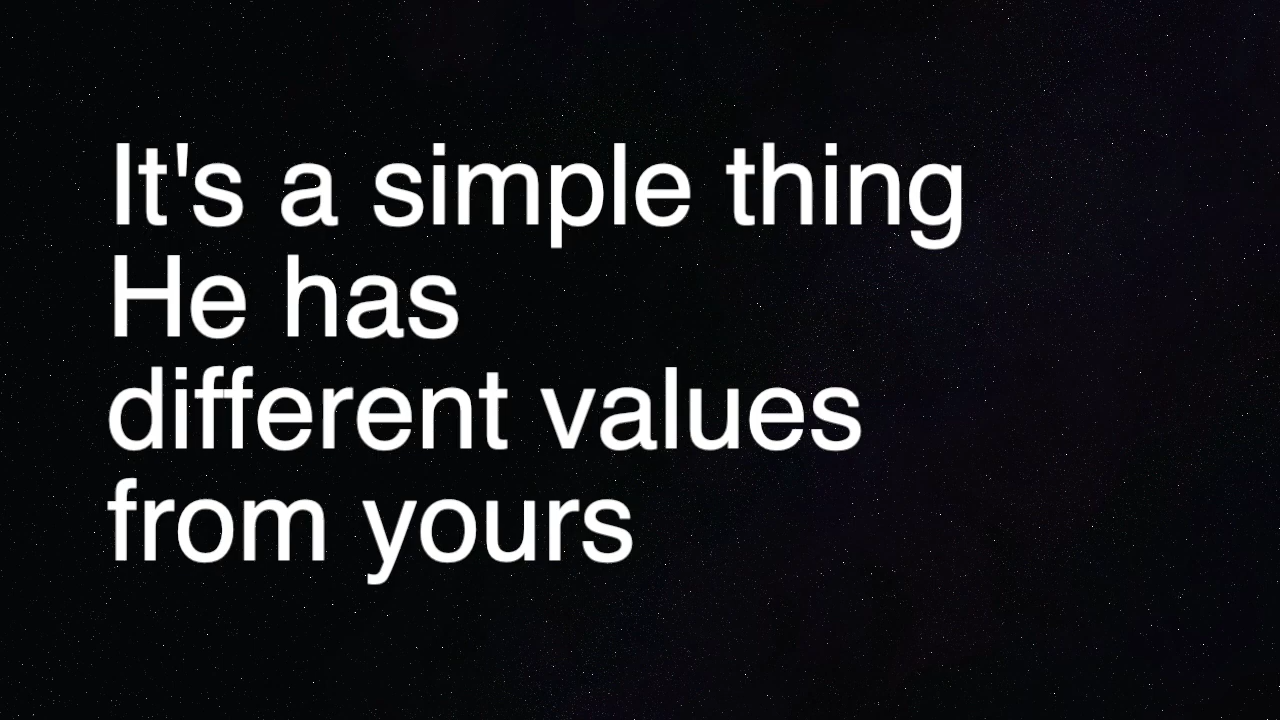 It's a simple thing
He has
different values
from yours